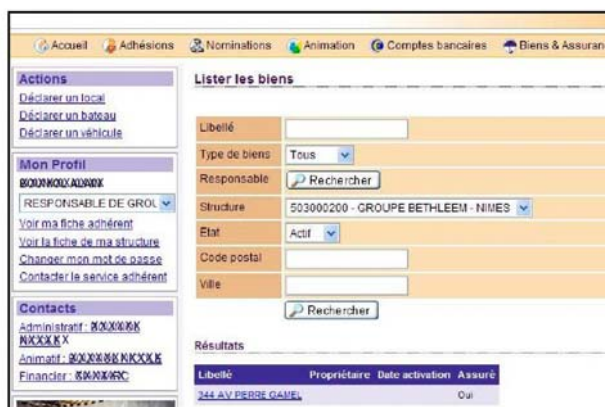 Accueil Adhésions Nominations Animation Comptes bancaires Biens & Assuran
Actions
Déclarer un local
Déclarer un bateau
Déclarer un véhicule
Mon Profil
RESPONSABLE DE GROU
Voir ma fiche adhérent
Voir la fiche de ma structure
Changer mon mot de passe
Contacter le service adhérent
Contacts
Administratif :
Animatif :
Financier :
Lister les biens
Libellé
Type de biens Tous
Responsable Rechercher
Structure 503000200 - GROUPE BETHLEEM - NIMES
Etat Actif
Code postal
Ville
Rechercher
Résultats
Libellé Propriétaire Date activation Assuré
344 AV PERRE GAMEL Oui